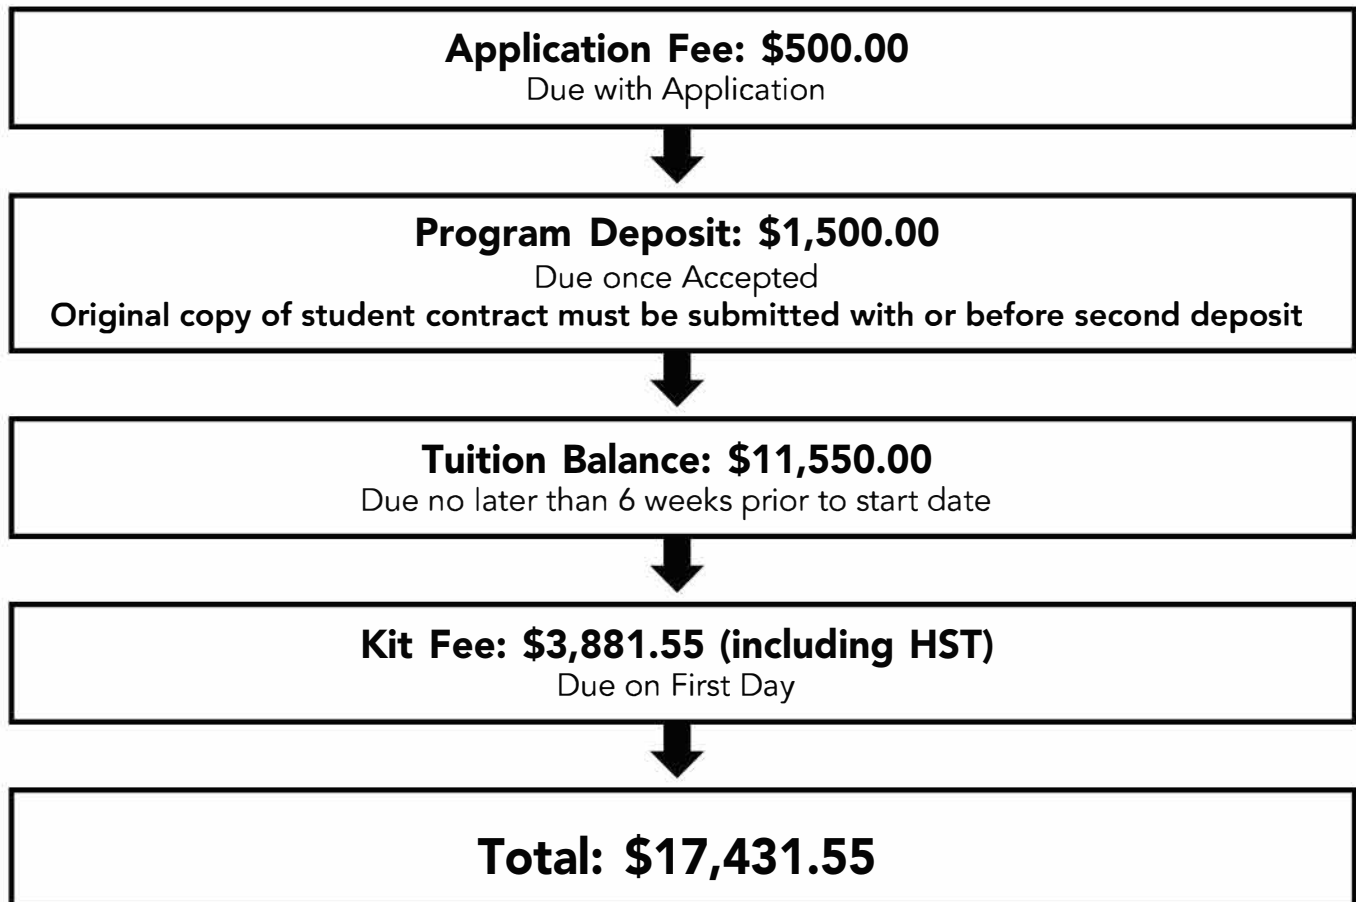 Application Fee: $500.00
Due with Application
Program Deposit: $1,500.00
Due once Accepted
Original copy of student contract must be submitted with or before second deposit
Tuition Balance: $11,550.00
Due no later than 6 weeks prior to start date
Kit Fee: $3,881.55 (including HST)
Due on First Day
Total: $17,431.55